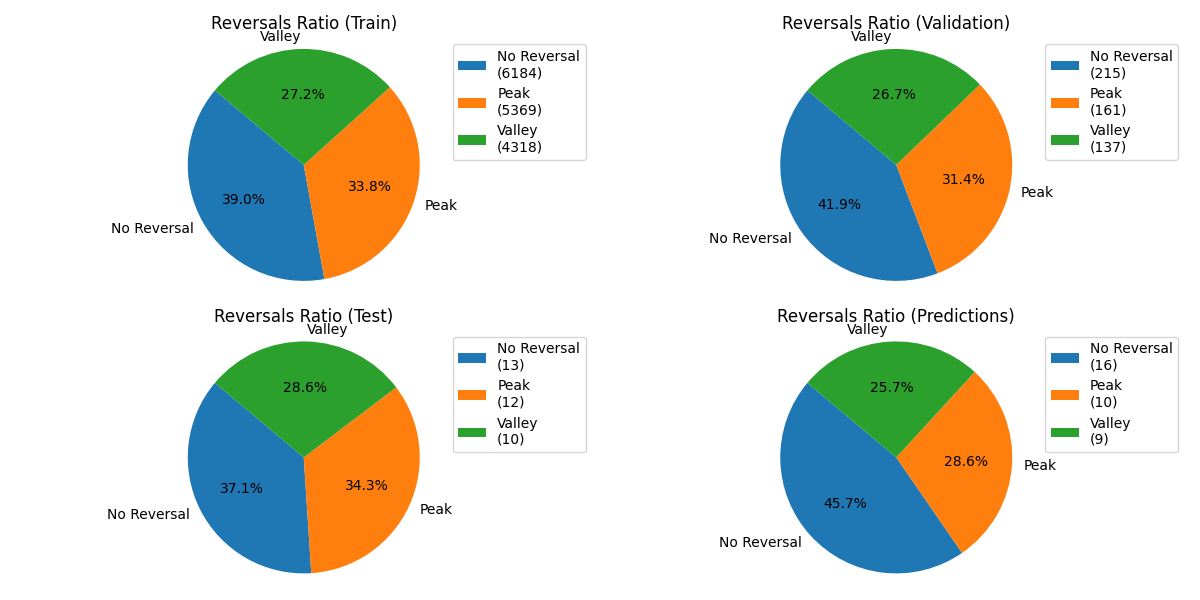 Reversals Ratio (Train)
Valley
27.2%
39.0%
33.8%
No Reversal
Peak
No Reversal
(6184)
Peak
(5369)
Valley
(4318)
Reversals Ratio (Validation)
Valley
26.7%
41.9%
31.4%
No Reversal
Peak
No Reversal
(215)
Peak
(161)
Valley
(137)
Reversals Ratio (Test)
Valley
28.6%
37.1%
34.3%
No Reversal
Peak
No Reversal
(13)
Peak
(12)
Valley
(10)
Reversals Ratio (Predictions)
Valley
25.7%
45.7%
28.6%
No Reversal
Peak
No Reversal
(16)
Peak
(10)
Valley
(9)